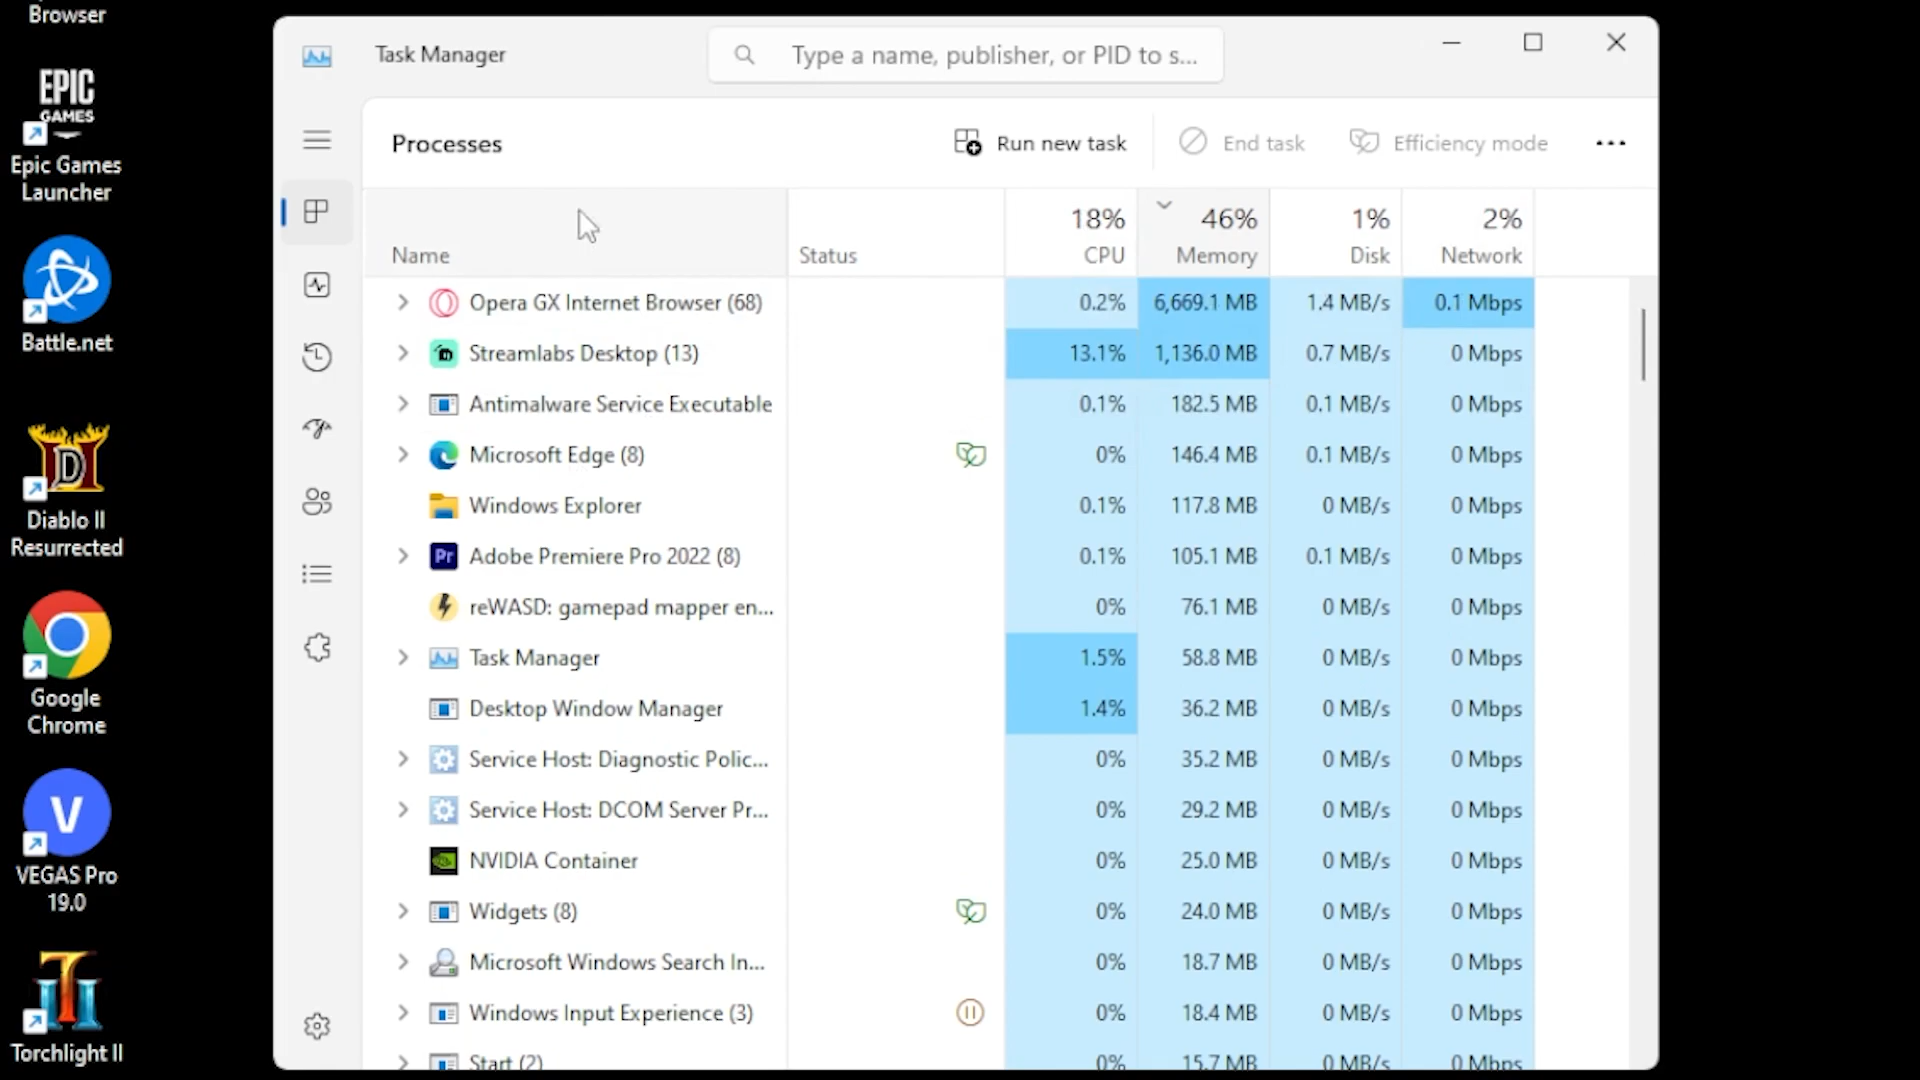 Browser
EPIC
GAMES
Epic Games
Launcher
Battle.net
Diablo II
Resurrected
Google
Chrome
V
VEGAS Pro
19.0
Torchlight II
Task Manager
Type a name, publisher, or PID to s...
Processes
Run new task
End task
Efficiency mode
Name Status 18% CPU 46% Memory 1% Disk 2% Network
Opera GX Internet Browser (68) 0.2% 6,669.1 MB 1.4 MB/s 0.1 Mbps
Streamlabs Desktop (13) 13.1% 1,136.0 MB 0.7 MB/s 0 Mbps
Antimalware Service Executable 0.1% 182.5 MB 0.1 MB/s 0 Mbps
Microsoft Edge (8) 0% 146.4 MB 0.1 MB/s 0 Mbps
Windows Explorer 0.1% 117.8 MB 0 MB/s 0 Mbps
Pr Adobe Premiere Pro 2022 (8) 0.1% 105.1 MB 0.1 MB/s 0 Mbps
reWASD: gamepad mapper en... 0% 76.1 MB 0 MB/s 0 Mbps
Task Manager 1.5% 58.8 MB 0 MB/s 0 Mbps
Desktop Window Manager 1.4% 36.2 MB 0 MB/s 0 Mbps
Service Host: Diagnostic Polic... 0% 35.2 MB 0 MB/s 0 Mbps
Service Host: DCOM Server Pr... 0% 29.2 MB 0 MB/s 0 Mbps
NVIDIA Container 0% 25.0 MB 0 MB/s 0 Mbps
Widgets (8) 0% 24.0 MB 0 MB/s 0 Mbps
Microsoft Windows Search In... 0% 18.7 MB 0 MB/s 0 Mbps
Windows Input Experience (3) 0% 18.4 MB 0 MB/s 0 Mbps
Start (2) 0% 15.7 MB 0 MB/s 0 Mbps